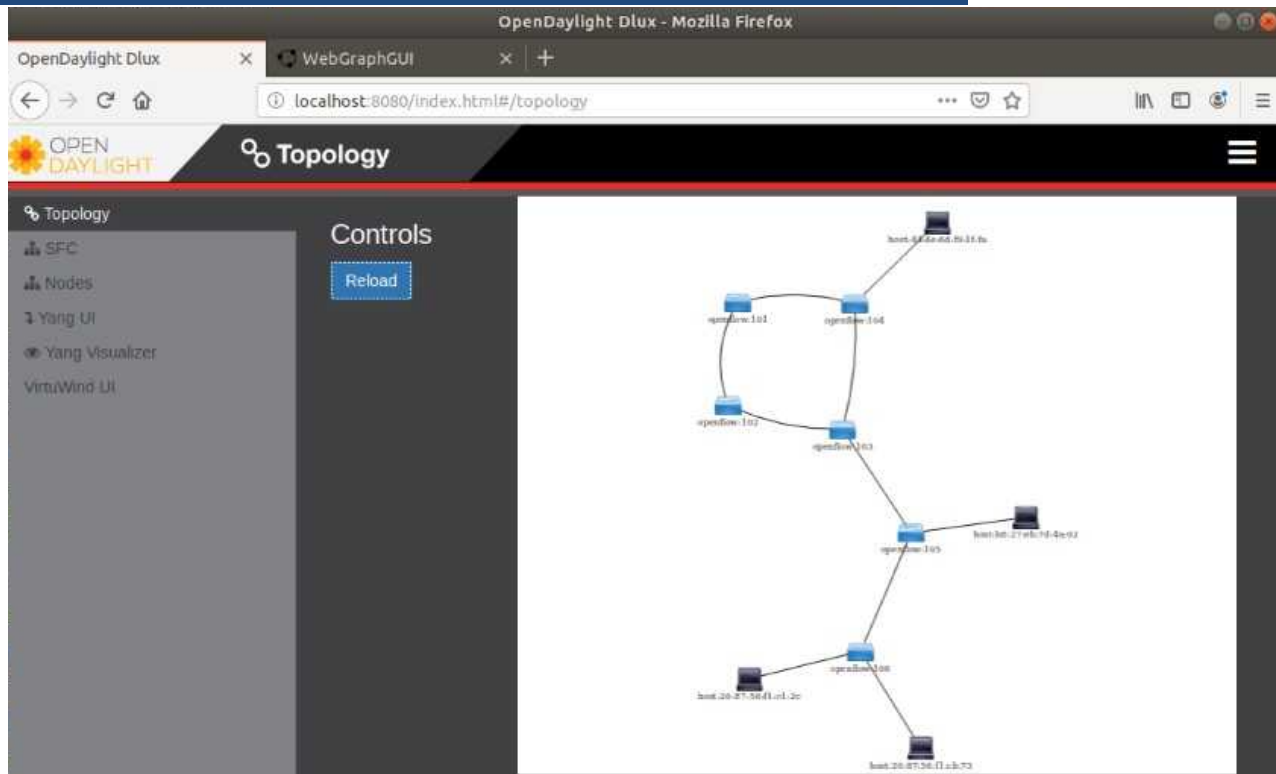 OpenDaylight Dlux - Mozilla Firefox
OpenDaylight Dlux
WebGraphGUI
localhost:8080/index.html#/topology
OPEN
DAYLIGHT
Topology
Topology
SFC
Nodes
Yang UI
Yang Visualizer
VirtuWind UI
Controls
Reload
openflow:101
openflow:104
openflow:102
openflow:103
openflow:105
openflow:106